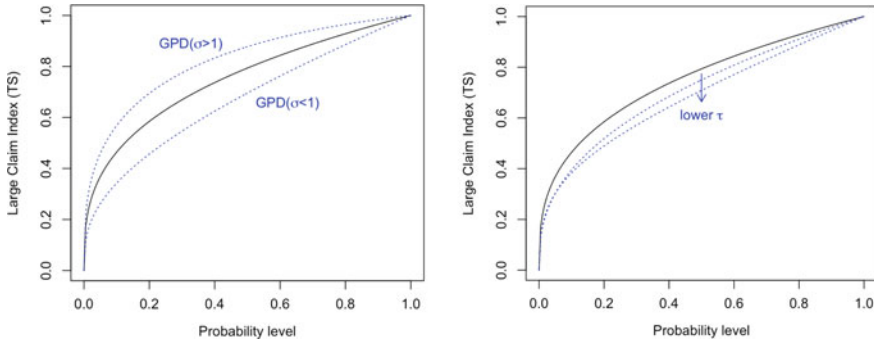 Large Claim Index (TS)
1.0
0.8
0.6
0.4
0.2
0.0
GPD(σ>1)
GPD(σ<1)
0.0 0.2 0.4 0.6 0.8 1.0
Probability level
Large Claim Index (TS)
1.0
0.8
0.6
0.4
0.2
0.0
lower τ
0.0 0.2 0.4 0.6 0.8 1.0
Probability level